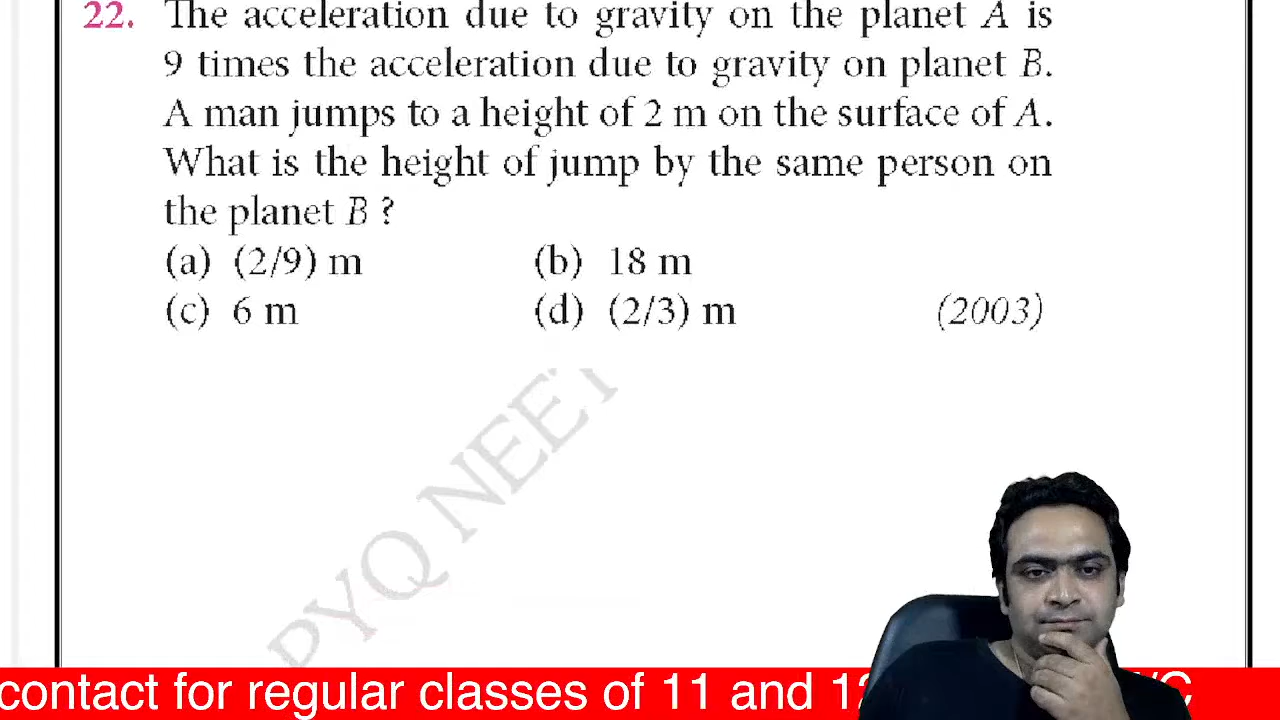 22. The acceleration due to gravity on the planet A is
9 times the acceleration due to gravity on planet B.
A man jumps to a height of 2 m on the surface of A.
What is the height of jump by the same person on
the planet B ?
(a) (2/9) m (b) 18 m
(c) 6 m (d) (2/3) m (2003)
PYQ NEET
contact for regular classes of 11 and